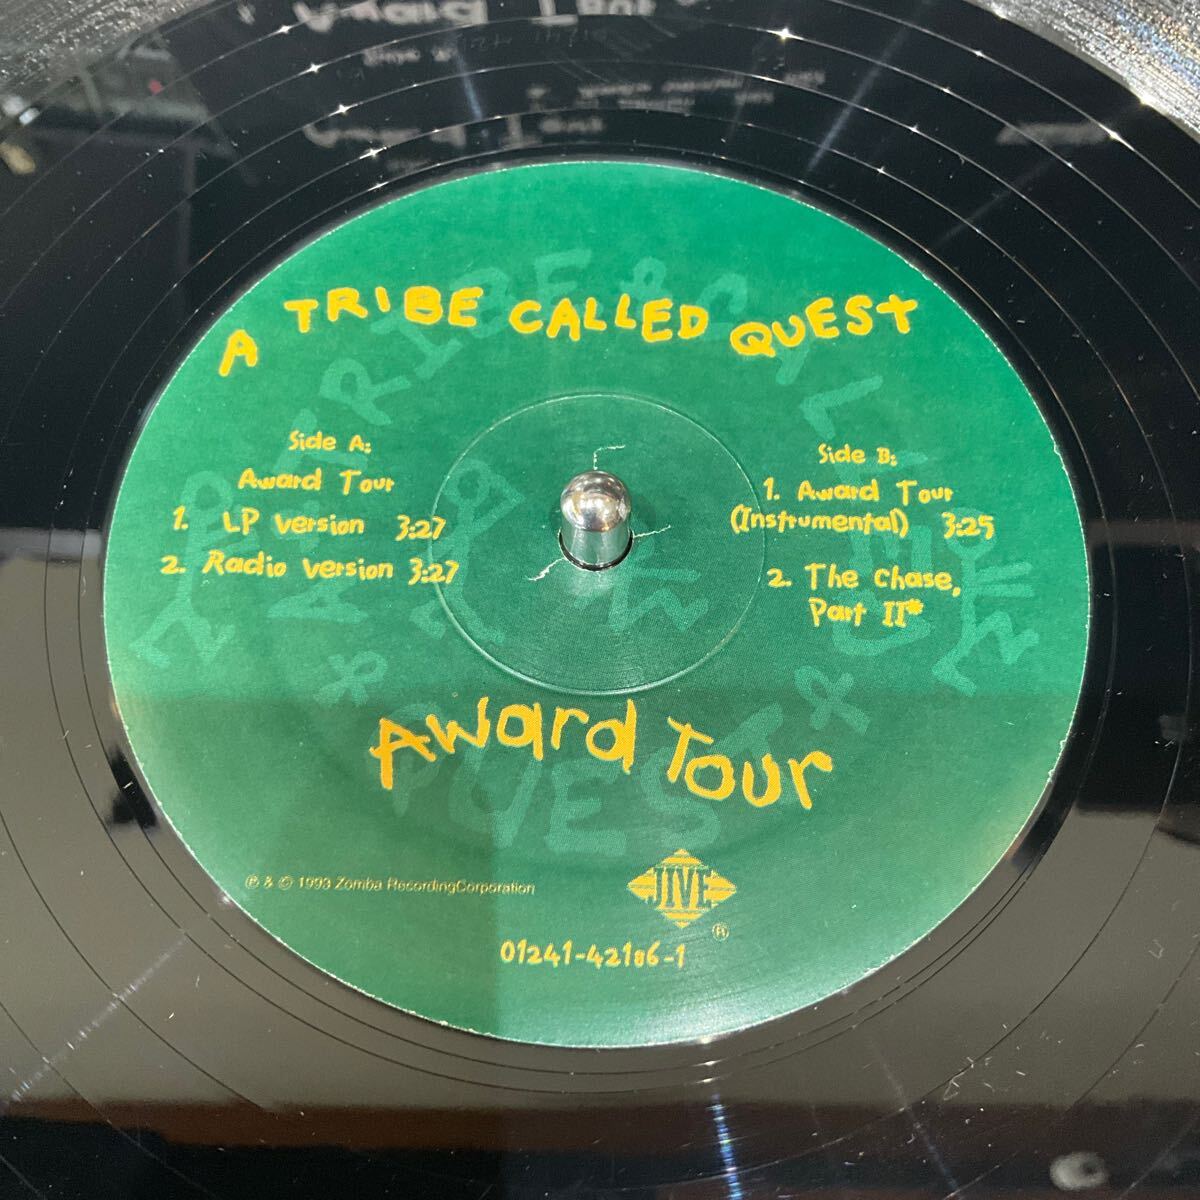 A TRIBE CALLED QUEST
Side A:
Award Tour
1. LP version 3:27
2. Radio version 3:27
Side B:
1. Award Tour
(Instrumental) 3:25
2. The Chase,
Part II*
Award Tour
℗ & © 1993 Zomba RecordingCorporation
JIVE
®
01241-42186-1